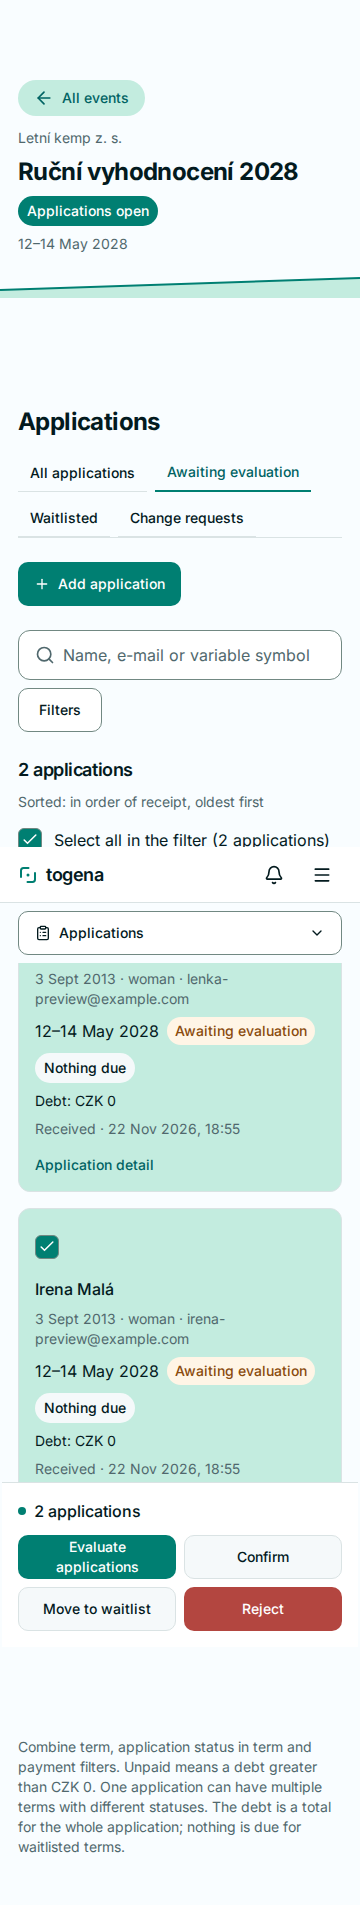 All events
Letní kemp z. s.
Ruční vyhodnocení 2028
Applications open
12–14 May 2028
Applications
All applications
Awaiting evaluation
Waitlisted
Change requests
Add application
Name, e-mail or variable symbol
Filters
2 applications
Sorted: in order of receipt, oldest first
Select all in the filter (2 applications)
togena
Applications
3 Sept 2013 · woman · lenka-
preview@example.com
12–14 May 2028 Awaiting evaluation
Nothing due
Debt: CZK 0
Received · 22 Nov 2026, 18:55
Application detail
Irena Malá
3 Sept 2013 · woman · irena-
preview@example.com
12–14 May 2028 Awaiting evaluation
Nothing due
Debt: CZK 0
Received · 22 Nov 2026, 18:55
2 applications
Evaluate
applications
Confirm
Move to waitlist
Reject
Combine term, application status in term and
payment filters. Unpaid means a debt greater
than CZK 0. One application can have multiple
terms with different statuses. The debt is a total
for the whole application; nothing is due for
waitlisted terms.